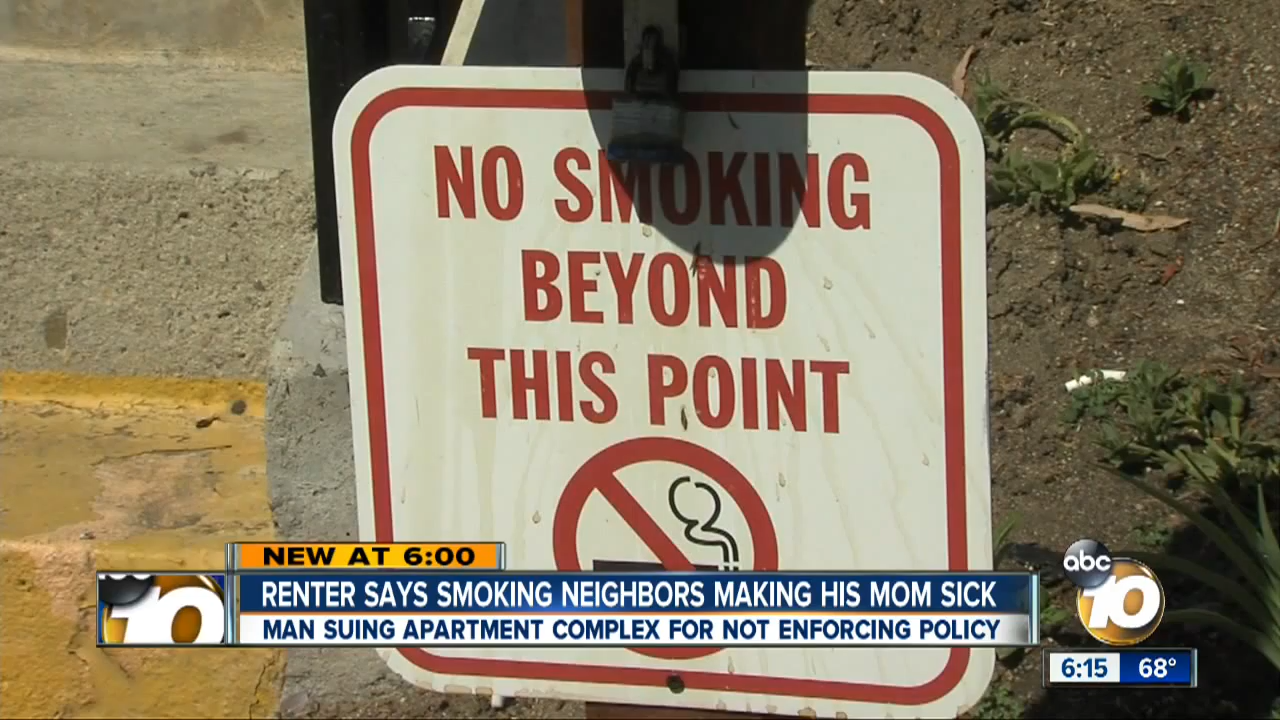 NO SMOKING
BEYOND
THIS POINT
NEW AT 6:00
10
RENTER SAYS SMOKING NEIGHBORS MAKING HIS MOM SICK
MAN SUING APARTMENT COMPLEX FOR NOT ENFORCING POLICY
abc
10
6:15 68°